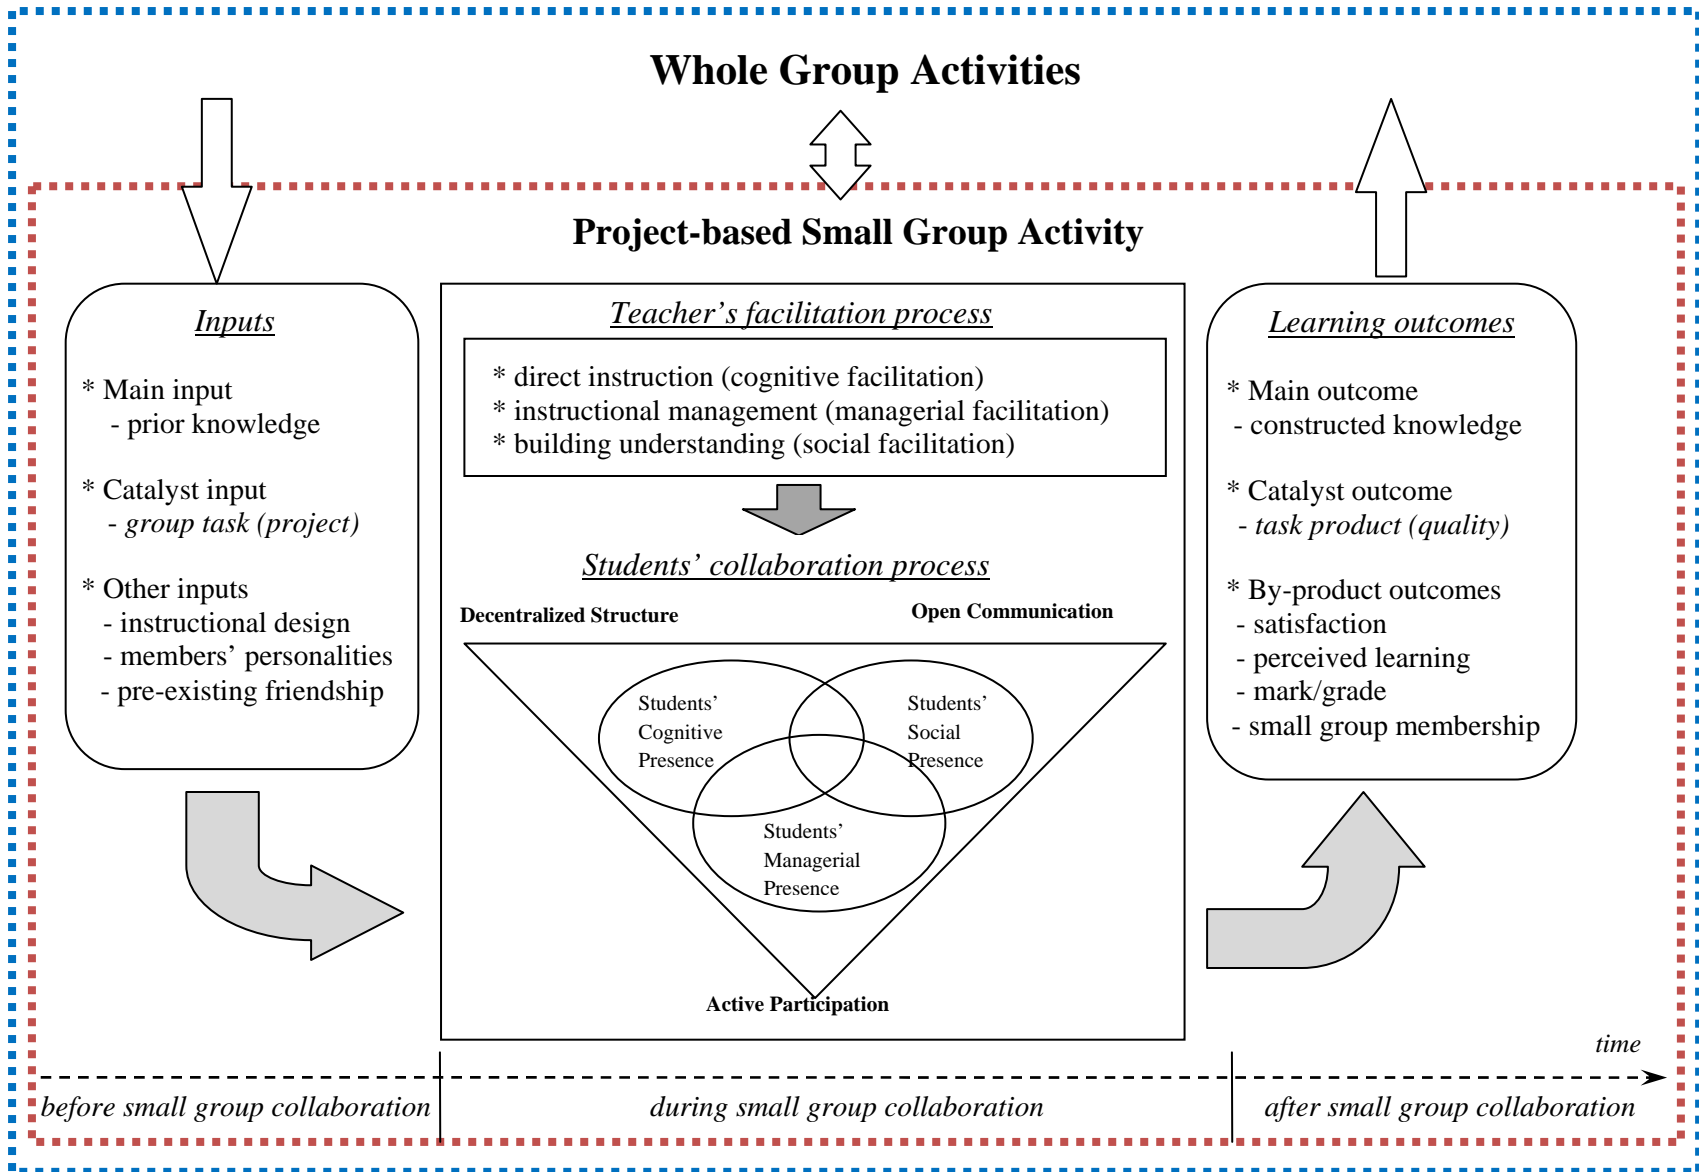 Whole Group Activities
Project-based Small Group Activity
Inputs
* Main input
- prior knowledge
* Catalyst input
- group task (project)
* Other inputs
- instructional design
- members’ personalities
- pre-existing friendship
Teacher’s facilitation process
* direct instruction (cognitive facilitation)
* instructional management (managerial facilitation)
* building understanding (social facilitation)
Students’ collaboration process
Decentralized Structure
Open Communication
Students’
Cognitive
Presence
Students’
Social
Presence
Students’
Managerial
Presence
Active Participation
Learning outcomes
* Main outcome
- constructed knowledge
* Catalyst outcome
- task product (quality)
* By-product outcomes
- satisfaction
- perceived learning
- mark/grade
- small group membership
time
before small group collaboration
during small group collaboration
after small group collaboration